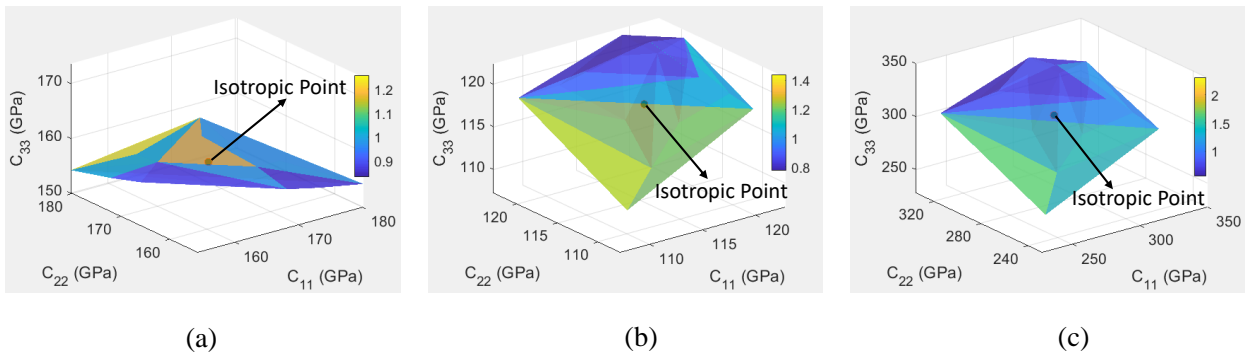 170
160
150
C33 (GPa)
180
170
160
C22 (GPa)
160
170
180
C11 (GPa)
Isotropic Point
1.2
1.1
1
0.9
(a)
120
115
110
C33 (GPa)
120
115
110
C22 (GPa)
110
115
120
C11 (GPa)
Isotropic Point
1.4
1.2
1
0.8
(b)
350
300
250
C33 (GPa)
320
280
240
C22 (GPa)
250
300
350
C11 (GPa)
Isotropic Point
2
1.5
1
(c)